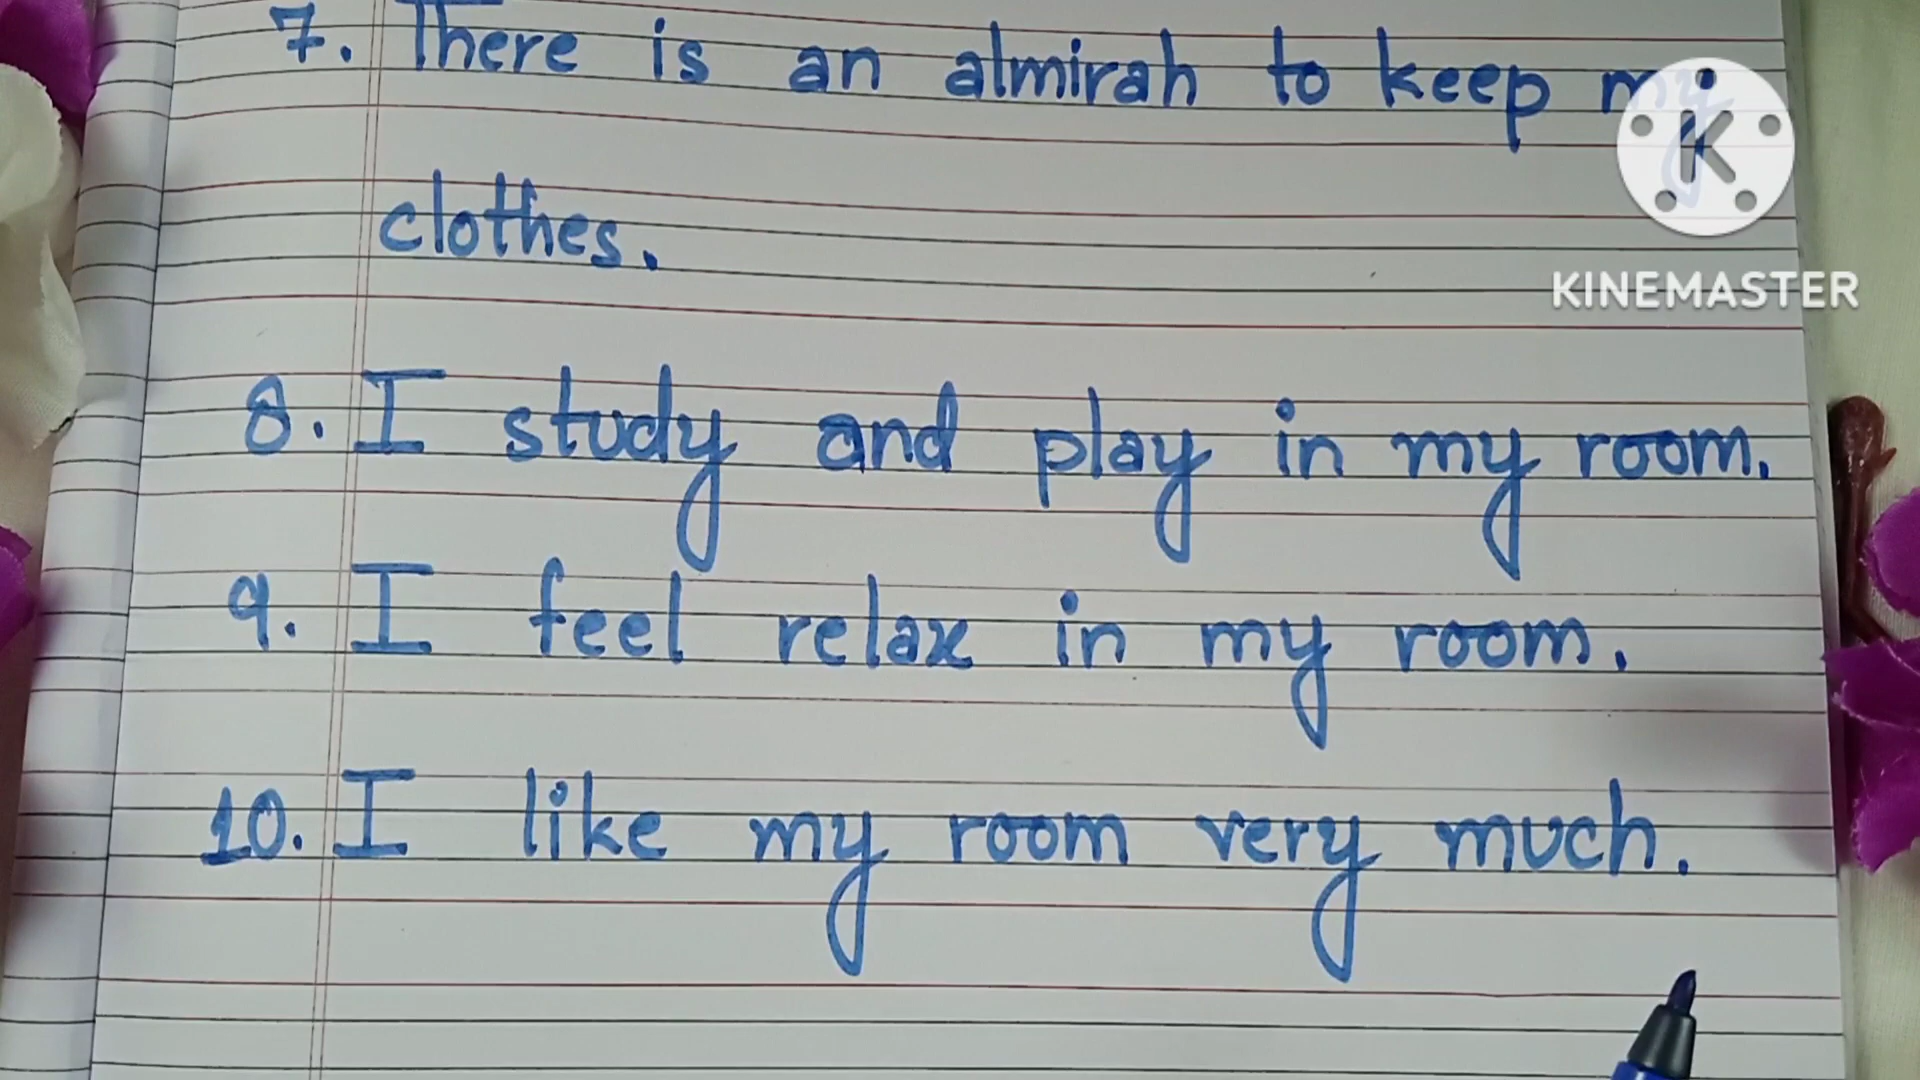 7. There is an almirah to keep my
clothes.
8. I study and play in my room.
9. I feel relax in my room.
10. I like my room very much.
K
KINEMASTER